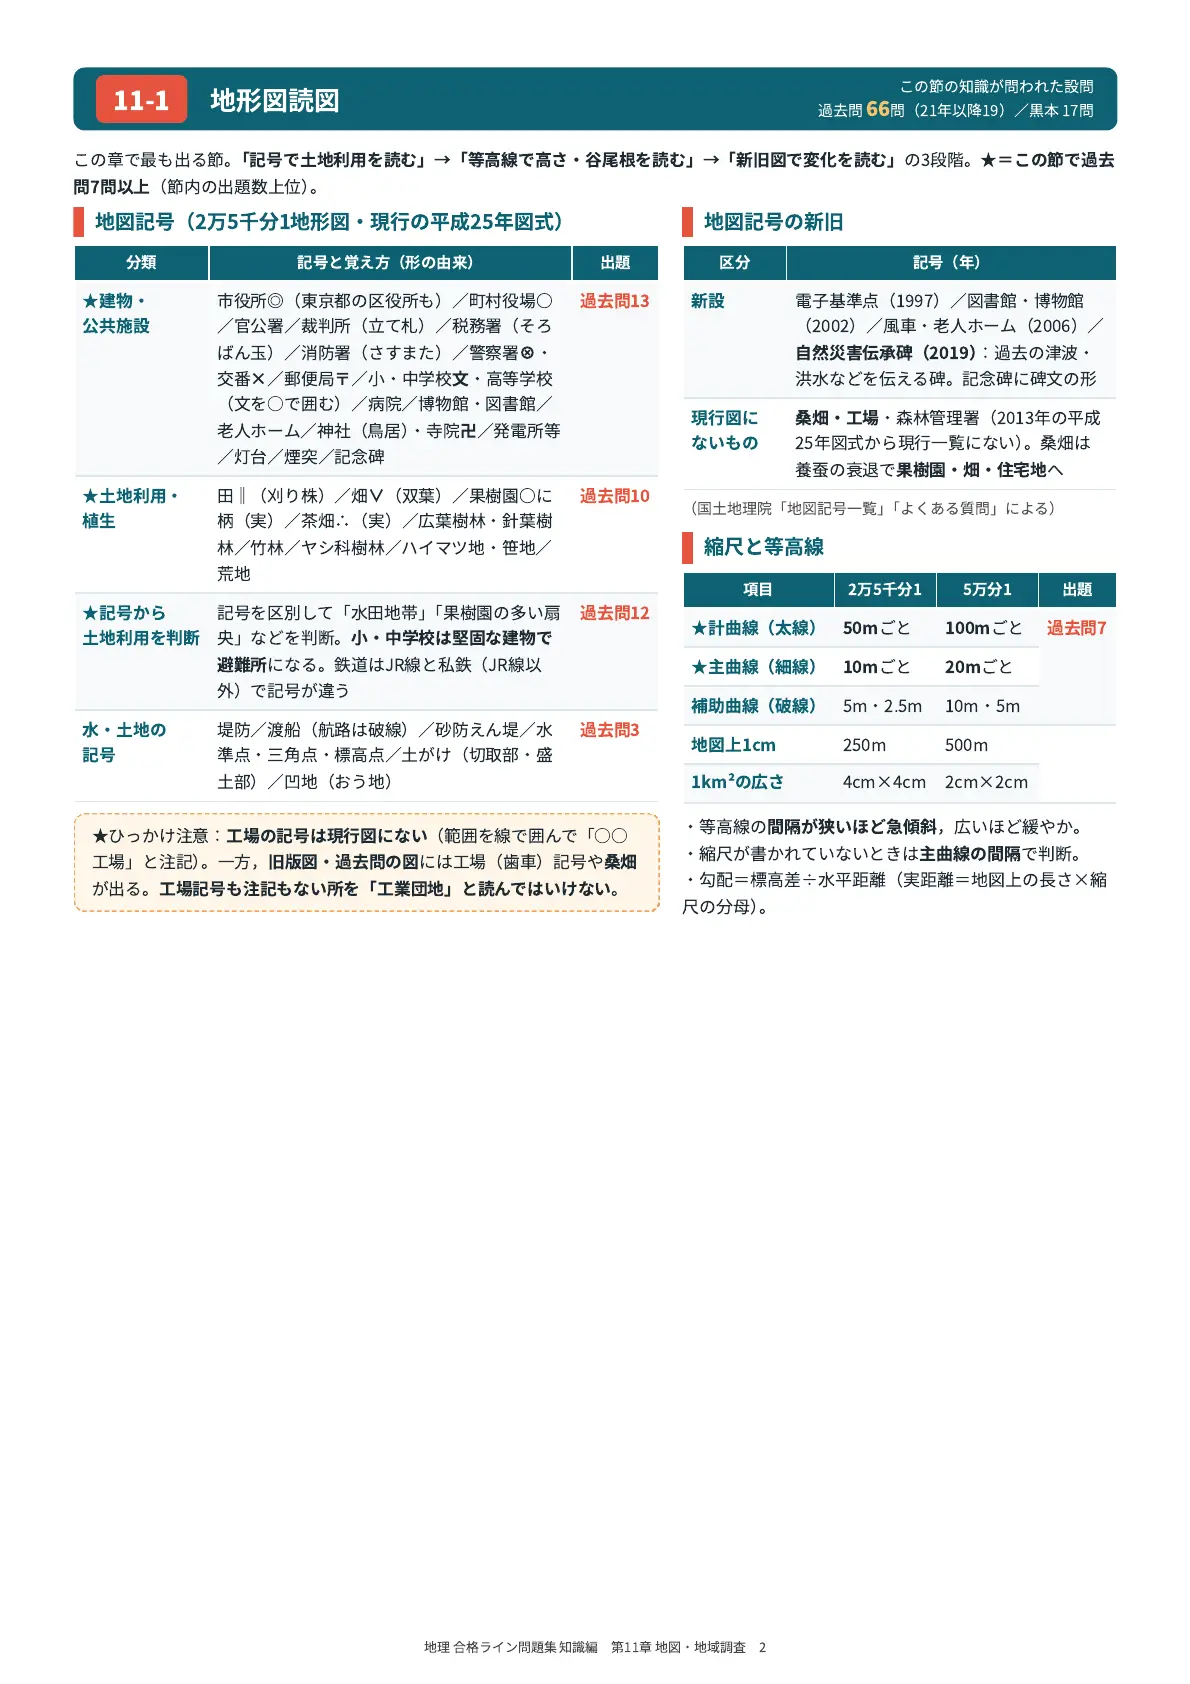 11-1 地形図読図
この節の知識が問われた設問
過去問 66問（21年以降19）／黒本 17問
この章で最も出る節。「記号で土地利用を読む」→「等高線で高さ・谷尾根を読む」→「新旧図で変化を読む」の3段階。★＝この節で過去
問7問以上（節内の出題数上位）。
地図記号（2万5千分1地形図・現行の平成25年図式）
分類 記号と覚え方（形の由来） 出題
★建物・
公共施設
市役所◎（東京都の区役所も）／町村役場○
／官公署／裁判所（立て札）／税務署（そろ
ばん玉）／消防署（さすまた）／警察署⊗・
交番✕／郵便局〒／小・中学校文・高等学校
（文を○で囲む）／病院／博物館・図書館／
老人ホーム／神社（鳥居）・寺院卍／発電所等
／灯台／煙突／記念碑
過去問13
★土地利用・
植生
田‖（刈り株）／畑∨（双葉）／果樹園○に
柄（実）／茶畑∴（実）／広葉樹林・針葉樹
林／竹林／ヤシ科樹林／ハイマツ地・笹地／
荒地
過去問10
★記号から
土地利用を判断
記号を区別して「水田地帯」「果樹園の多い扇
央」などを判断。小・中学校は堅固な建物で
避難所になる。鉄道はJR線と私鉄（JR線以
外）で記号が違う
過去問12
水・土地の
記号
堤防／渡船（航路は破線）／砂防えん堤／水
準点・三角点・標高点／土がけ（切取部・盛
土部）／凹地（おう地）
過去問3
★ひっかけ注意：工場の記号は現行図にない（範囲を線で囲んで「○○
工場」と注記）。一方，旧版図・過去問の図には工場（歯車）記号や桑畑
が出る。工場記号も注記もない所を「工業団地」と読んではいけない。
地図記号の新旧
区分 記号（年）
新設
電子基準点（1997）／図書館・博物館
（2002）／風車・老人ホーム（2006）／
自然災害伝承碑（2019）：過去の津波・
洪水などを伝える碑。記念碑に碑文の形
現行図に
ないもの
桑畑・工場・森林管理署（2013年の平成
25年図式から現行一覧にない）。桑畑は
養蚕の衰退で果樹園・畑・住宅地へ
（国土地理院「地図記号一覧」「よくある質問」による）
縮尺と等高線
項目 2万5千分1 5万分1 出題
★計曲線（太線） 50mごと 100mごと 過去問7
★主曲線（細線） 10mごと 20mごと
補助曲線（破線） 5m・2.5m 10m・5m
地図上1cm 250m 500m
1km²の広さ 4cm×4cm 2cm×2cm
・等高線の間隔が狭いほど急傾斜，広いほど緩やか。
・縮尺が書かれていないときは主曲線の間隔で判断。
・勾配＝標高差÷水平距離（実距離＝地図上の長さ×縮
尺の分母）。
地理 合格ライン問題集 知識編 第11章 地図・地域調査 2